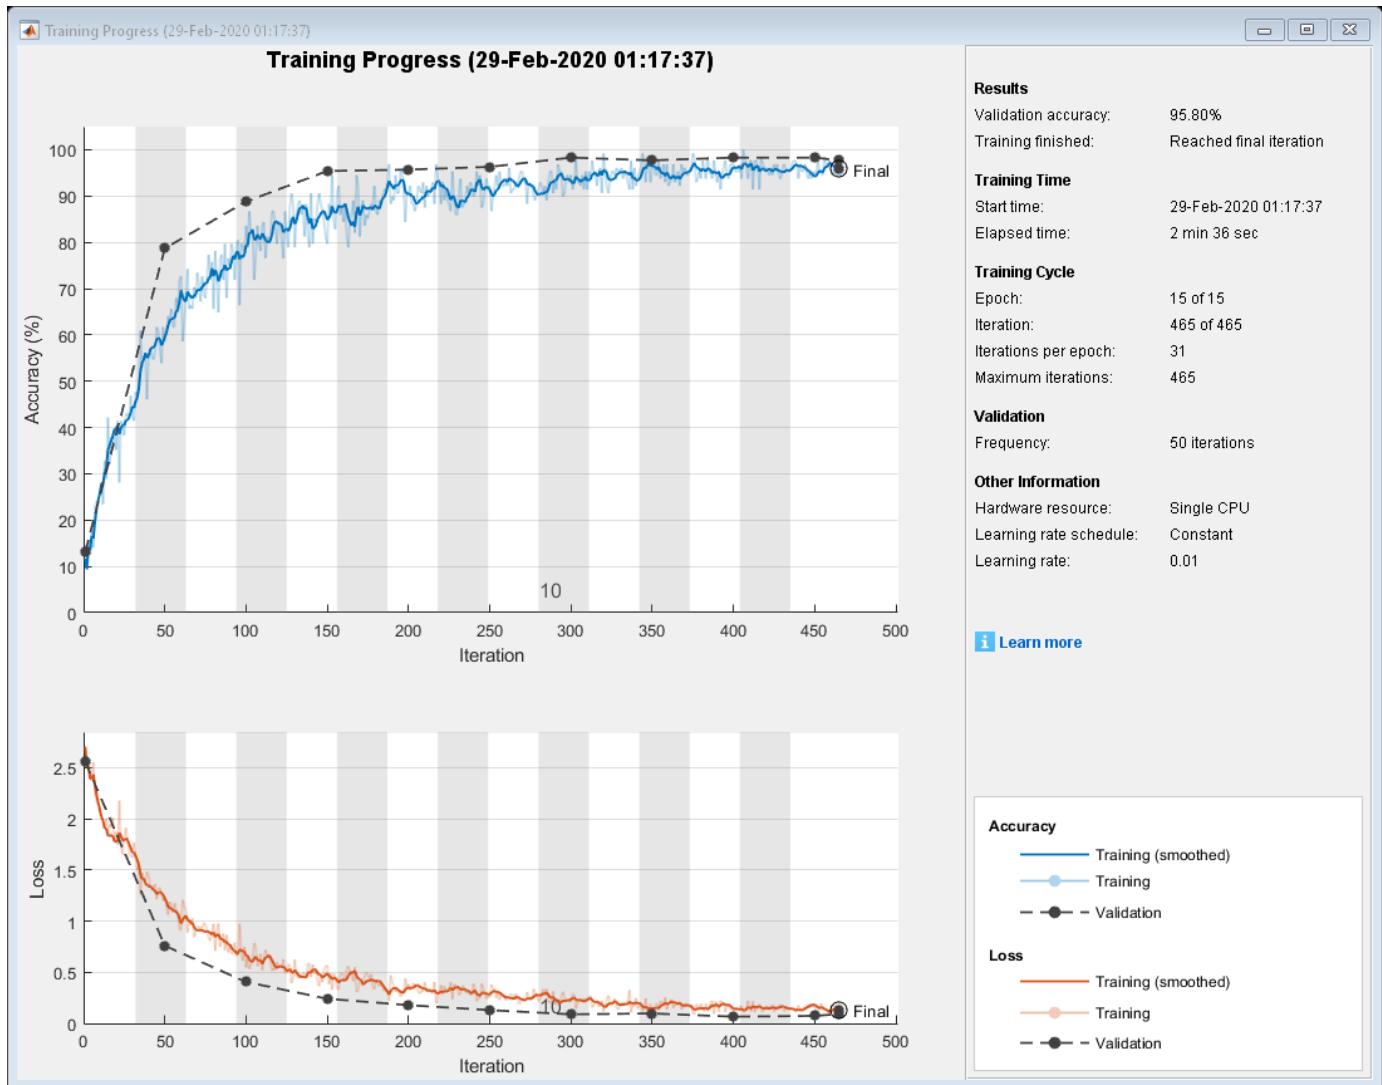 Training Progress (29-Feb-2020 01:17:37)
Training Progress (29-Feb-2020 01:17:37)
100
90
80
70
60
50
40
30
20
10
0
Accuracy (%)
Final
10
0 50 100 150 200 250 300 350 400 450 500
Iteration
2.5
2
1.5
1
0.5
0
Loss
10
Final
0 50 100 150 200 250 300 350 400 450 500
Iteration
Results
Validation accuracy: 95.80%
Training finished: Reached final iteration
Training Time
Start time: 29-Feb-2020 01:17:37
Elapsed time: 2 min 36 sec
Training Cycle
Epoch: 15 of 15
Iteration: 465 of 465
Iterations per epoch: 31
Maximum iterations: 465
Validation
Frequency: 50 iterations
Other Information
Hardware resource: Single CPU
Learning rate schedule: Constant
Learning rate: 0.01
i Learn more
Accuracy
Training (smoothed)
Training
Validation
Loss
Training (smoothed)
Training
Validation